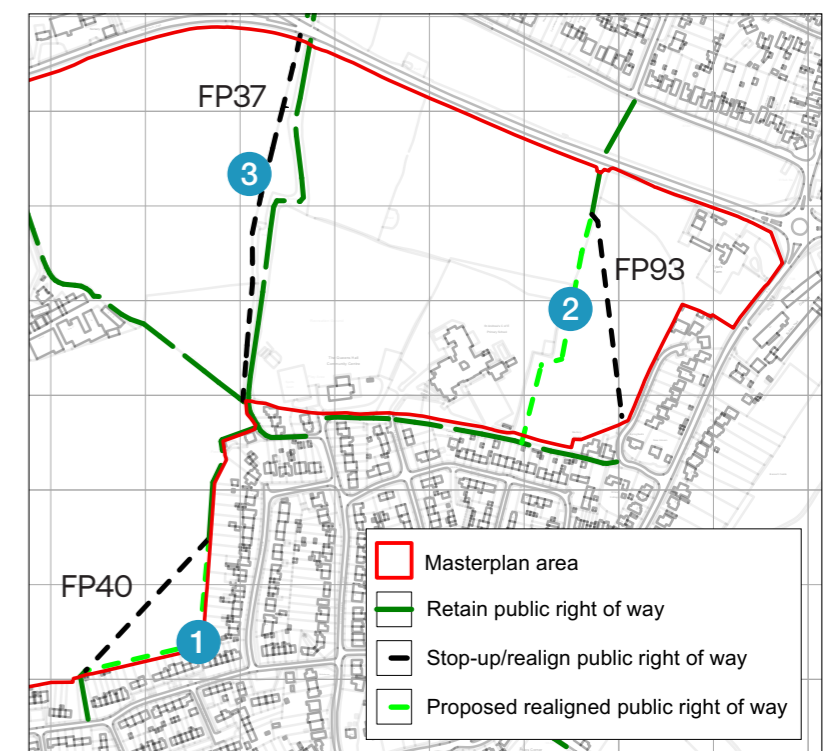 FP37
3
FP93
2
FP40
1
Masterplan area
Retain public right of way
Stop-up/realign public right of way
Proposed realigned public right of way